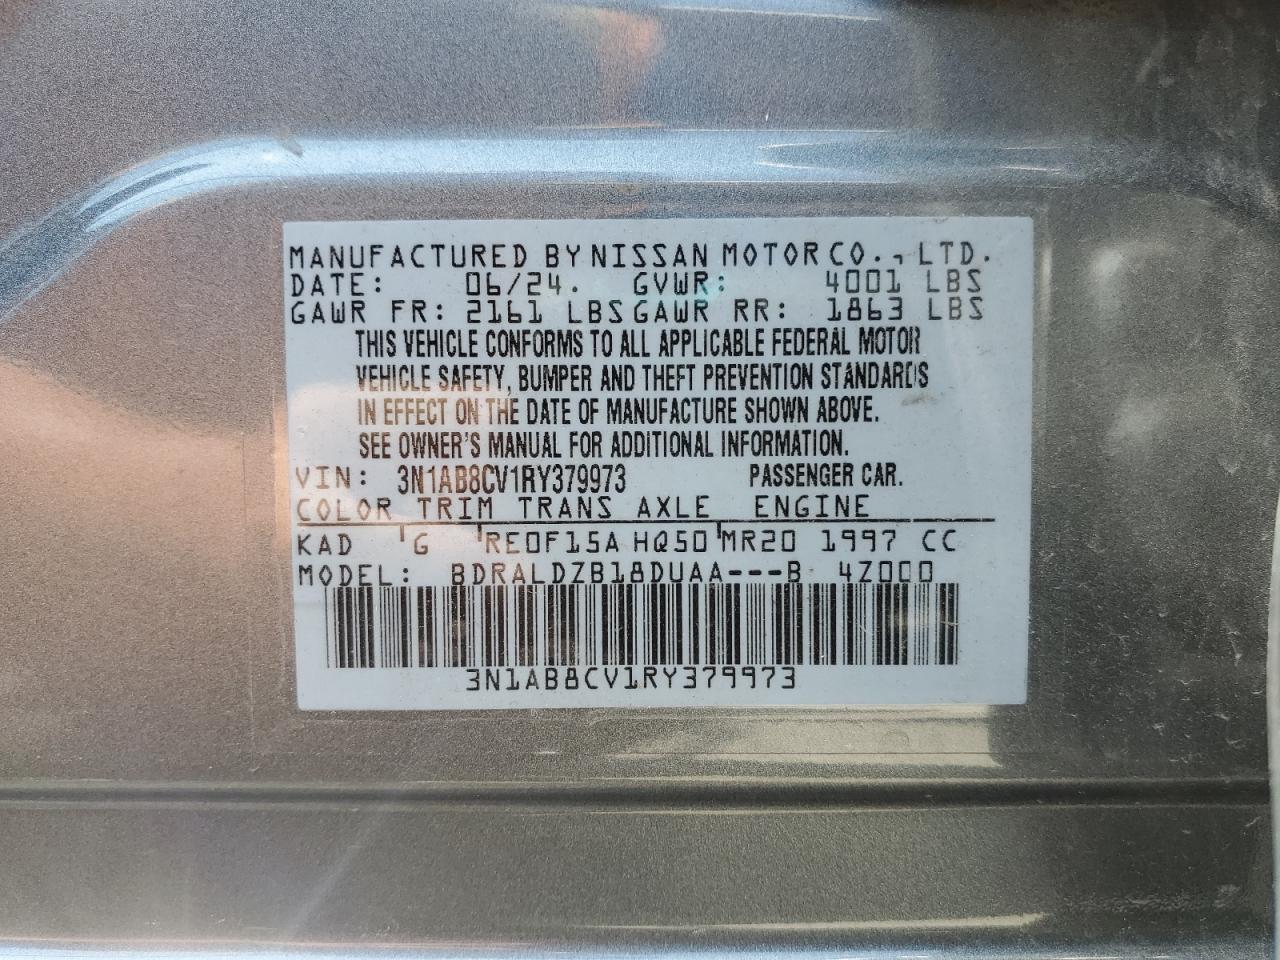 MANUFACTURED BY NISSAN MOTOR CO., LTD.
DATE: 06/24. GVWR: 4001 LBS
GAWR FR: 2161 LBS GAWR RR: 1863 LBS
THIS VEHICLE CONFORMS TO ALL APPLICABLE FEDERAL MOTOR
VEHICLE SAFETY, BUMPER AND THEFT PREVENTION STANDARDS
IN EFFECT ON THE DATE OF MANUFACTURE SHOWN ABOVE.
SEE OWNER'S MANUAL FOR ADDITIONAL INFORMATION.
VIN: 3N1AB8CV1RY379973 PASSENGER CAR.
COLOR TRIM TRANS AXLE ENGINE
KAD G RE0F15A HQ50 MR20 1997 CC
MODEL: BDRALDZB18DUAA---B 4Z000
3N1AB8CV1RY379973